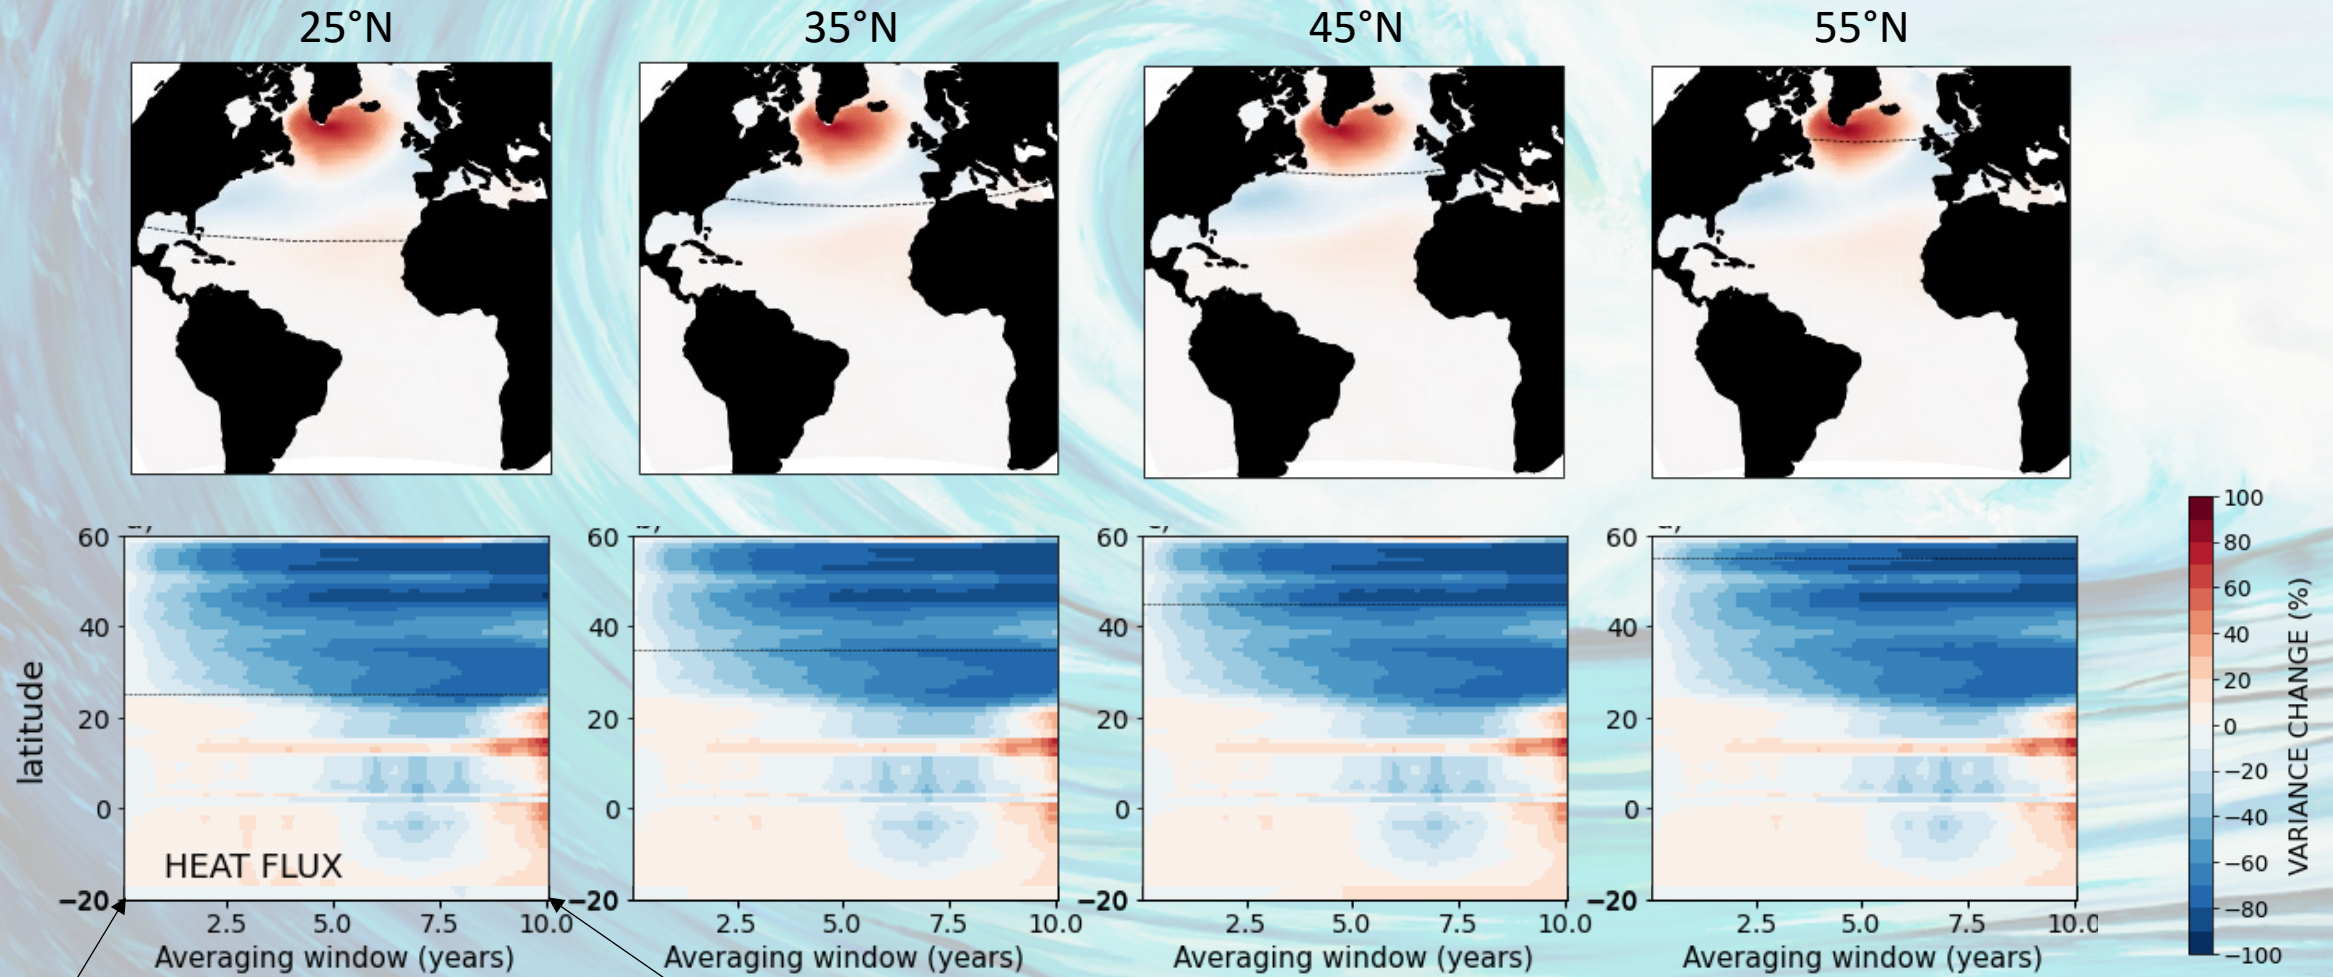 25°N 35°N 45°N 55°N
60 60 60 60
40 40 40 40
20 20 20 20
0 0 0 0
−20 −20 −20 −20
latitude
HEAT FLUX
2.5 5.0 7.5 10.0 2.5 5.0 7.5 10.0 2.5 5.0 7.5 10.0 2.5 5.0 7.5 10.0
Averaging window (years) Averaging window (years) Averaging window (years) Averaging window (years)
100
80
60
40
20
0
−20
−40
−60
−80
−100
VARIANCE CHANGE (%)